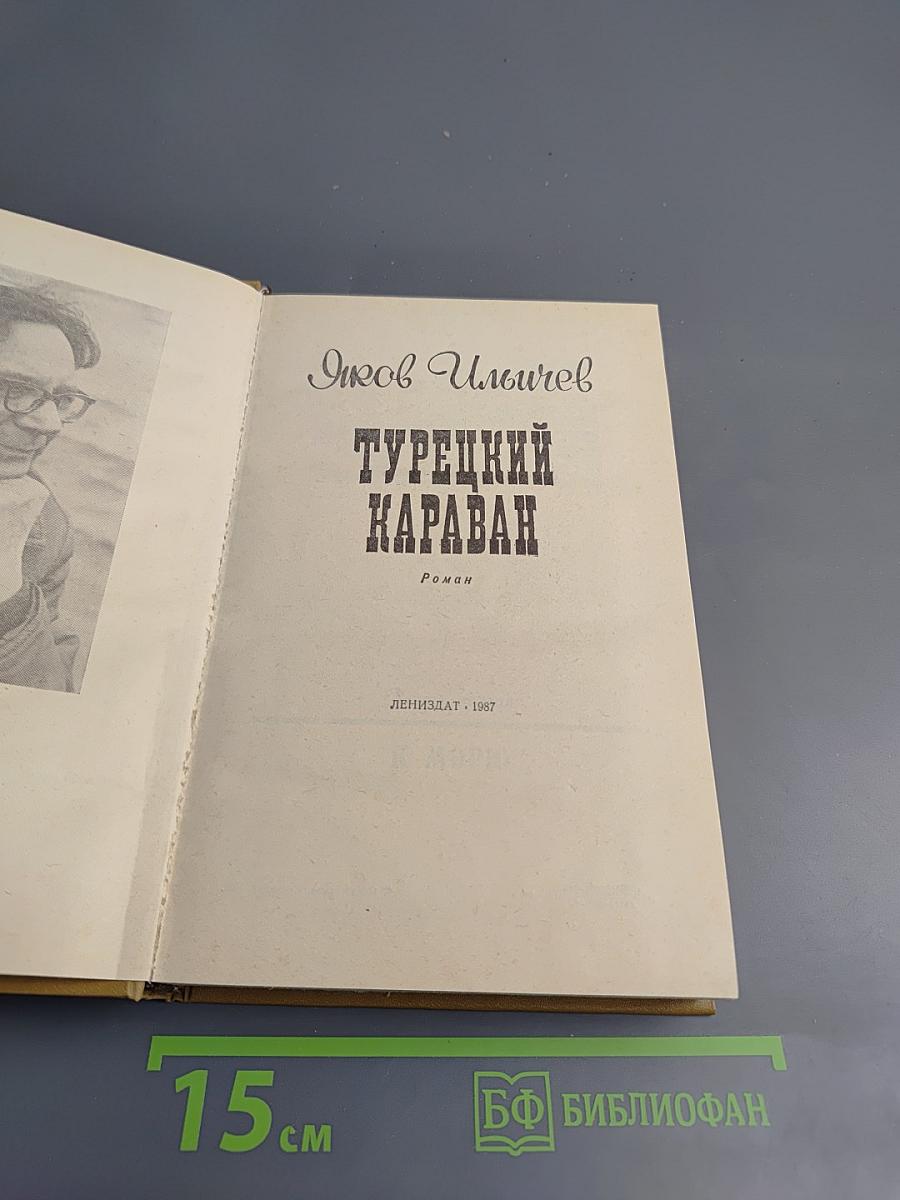 Яков Ильичев
ТУРЕЦКИЙ
КАРАВАН
Роман
ЛЕНИЗДАТ • 1987
15 см
БФ БИБЛИОФАН